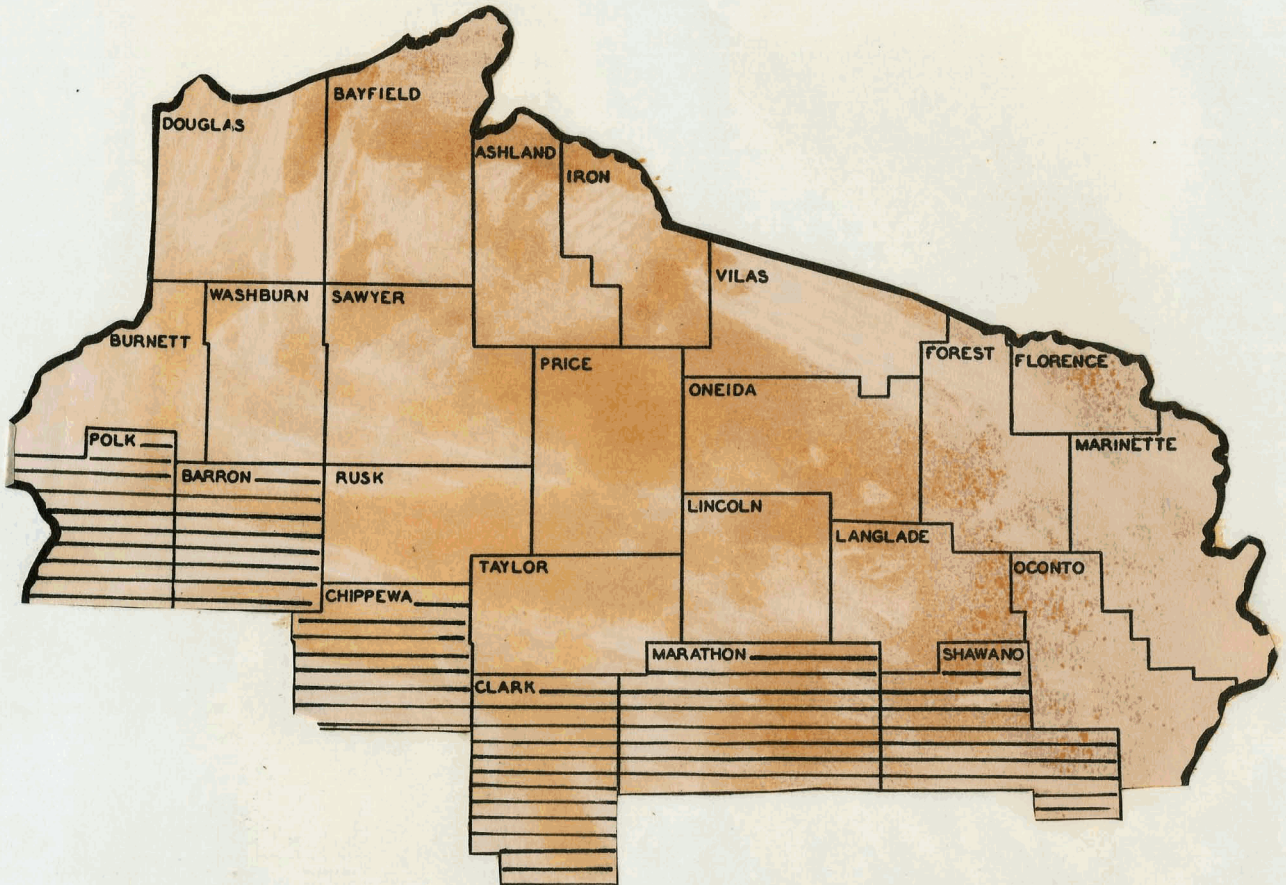 BAYFIELD
DOUGLAS
ASHLAND
IRON
VILAS
WASHBURN
SAWYER
BURNETT
PRICE
FOREST
FLORENCE
ONEIDA
POLK
MARINETTE
BARRON
RUSK
LINCOLN
LANGLADE
TAYLOR
OCONTO
CHIPPEWA
MARATHON
SHAWANO
CLARK